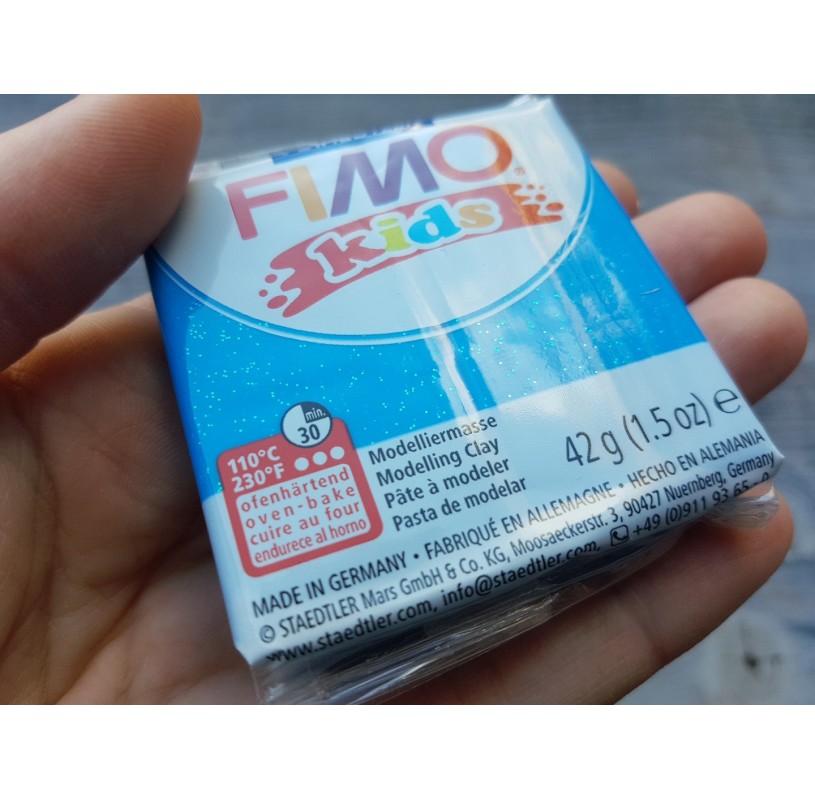 FIMO®
kids
min.
30
110°C
230°F
ofenhärtend
oven-bake
cuire au four
endurece al horno
Modelliermasse
Modelling Clay
Pâte à modeler
Pasta de modelar
42 g (1.5 oz) ℮
MADE IN GERMANY • FABRIQUÉ EN ALLEMAGNE • HECHO EN ALEMANIA
© STAEDTLER Mars GmbH & Co. KG, Moosaeckerstr. 3, 90427 Nuernberg, Germany
www.staedtler.com, info@staedtler.com, +49 (0)911 93 65